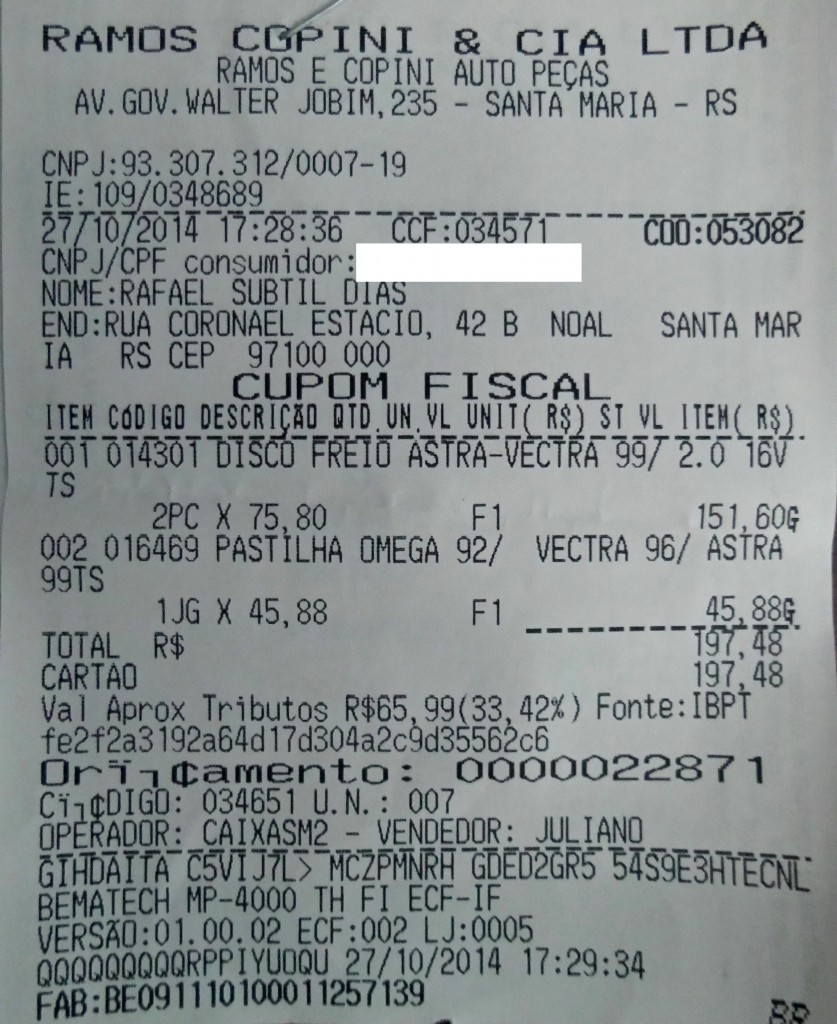 RAMOS COPINI & CIA LTDA
RAMOS E COPINI AUTO PEÇAS
AV.GOV.WALTER JOBIM,235 - SANTA MARIA - RS
CNPJ:93.307.312/0007-19
IE:109/0348689
27/10/2014 17:28:36 CCF:034571 COO:053082
CNPJ/CPF consumidor:
NOME:RAFAEL SUBTIL DIAS
END:RUA CORONAEL ESTACIO, 42 B NOAL SANTA MAR
IA RS CEP 97100 000
CUPOM FISCAL
ITEM CÓDIGO DESCRIÇÃO QTD.UN.VL UNIT( R$) ST VL ITEM( R$)
001 014301 DISCO FREIO ASTRA-VECTRA 99/ 2.0 16V
TS
2PC X 75,80 F1 151,60G
002 016469 PASTILHA OMEGA 92/ VECTRA 96/ ASTRA
99TS
1JG X 45,88 F1 45,88G
TOTAL R$ 197,48
CARTAO 197,48
Val Aprox Tributos R$65,99(33,42%) Fonte:IBPT
fe2f2a3192a64d17d304a2c9d35562c6
Orï¡¢amento: 0000022871
Cï¡¢DIGO: 034651 U.N.: 007
OPERADOR: CAIXASM2 - VENDEDOR: JULIANO
GIHDAITA C5VIJ7L> MCZPMNRH GDED2GR5 54S9E3HTECNL
BEMATECH MP-4000 TH FI ECF-IF
VERSÃO:01.00.02 ECF:002 LJ:0005
QQQQQQQQQRPPIYUOQU 27/10/2014 17:29:34
FAB:BE091110100011257139
BR